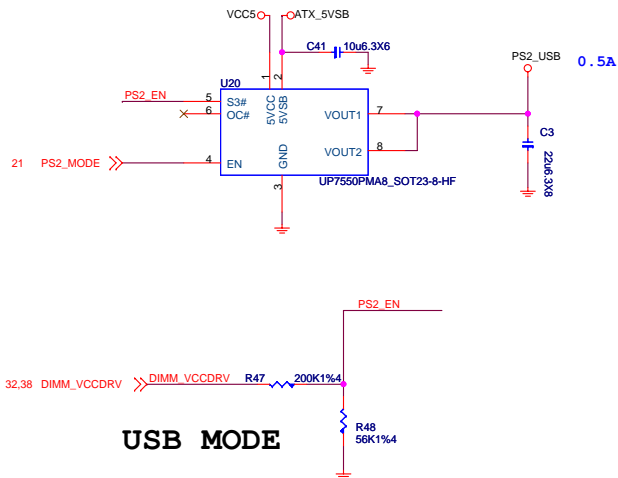 VCC5 ATX_5VSB
C41 10u6.3X6
PS2_USB 0.5A
U20
1 2
PS2_EN 5 S3# 5VCC 5VSB VOUT1 7
6 OC#
C3
22u6.3X8
21 PS2_MODE 4 EN GND VOUT2 8
3 UP7550PMA8_SOT23-8-HF
PS2_EN
32,38 DIMM_VCCDRV DIMM_VCCDRV R47 200K1%4
R48
56K1%4
USB MODE